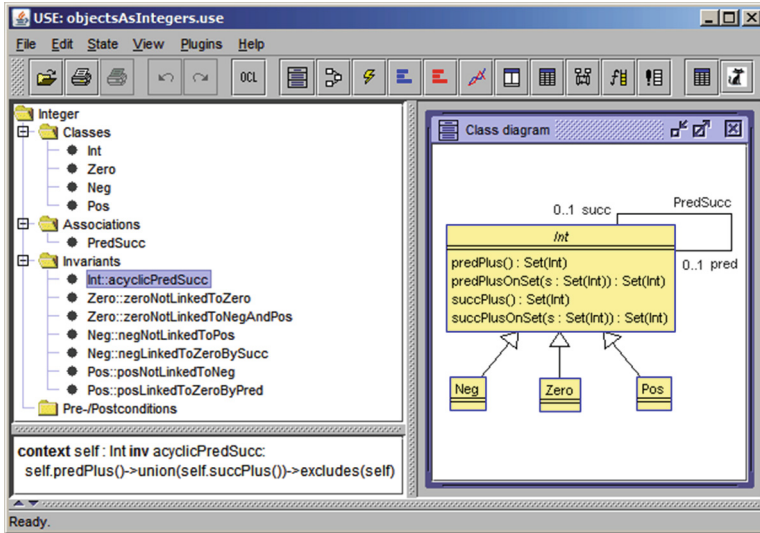 USE: objectsAsIntegers.use
File Edit State View Plugins Help
OCL
Integer
Classes
Int
Zero
Neg
Pos
Associations
PredSucc
Invariants
Int::acyclicPredSucc
Zero::zeroNotLinkedToZero
Zero::zeroNotLinkedToNegAndPos
Neg::negNotLinkedToPos
Neg::negLinkedToZeroBySucc
Pos::posNotLinkedToNeg
Pos::posLinkedToZeroByPred
Pre-/Postconditions
context self : Int inv acyclicPredSucc:
self.predPlus()->union(self.succPlus())->excludes(self)
Class diagram
0..1 succ PredSucc
Int
predPlus() : Set(Int)
predPlusOnSet(s : Set(Int)) : Set(Int)
succPlus() : Set(Int)
succPlusOnSet(s : Set(Int)) : Set(Int)
0..1 pred
Neg Zero Pos
Ready.